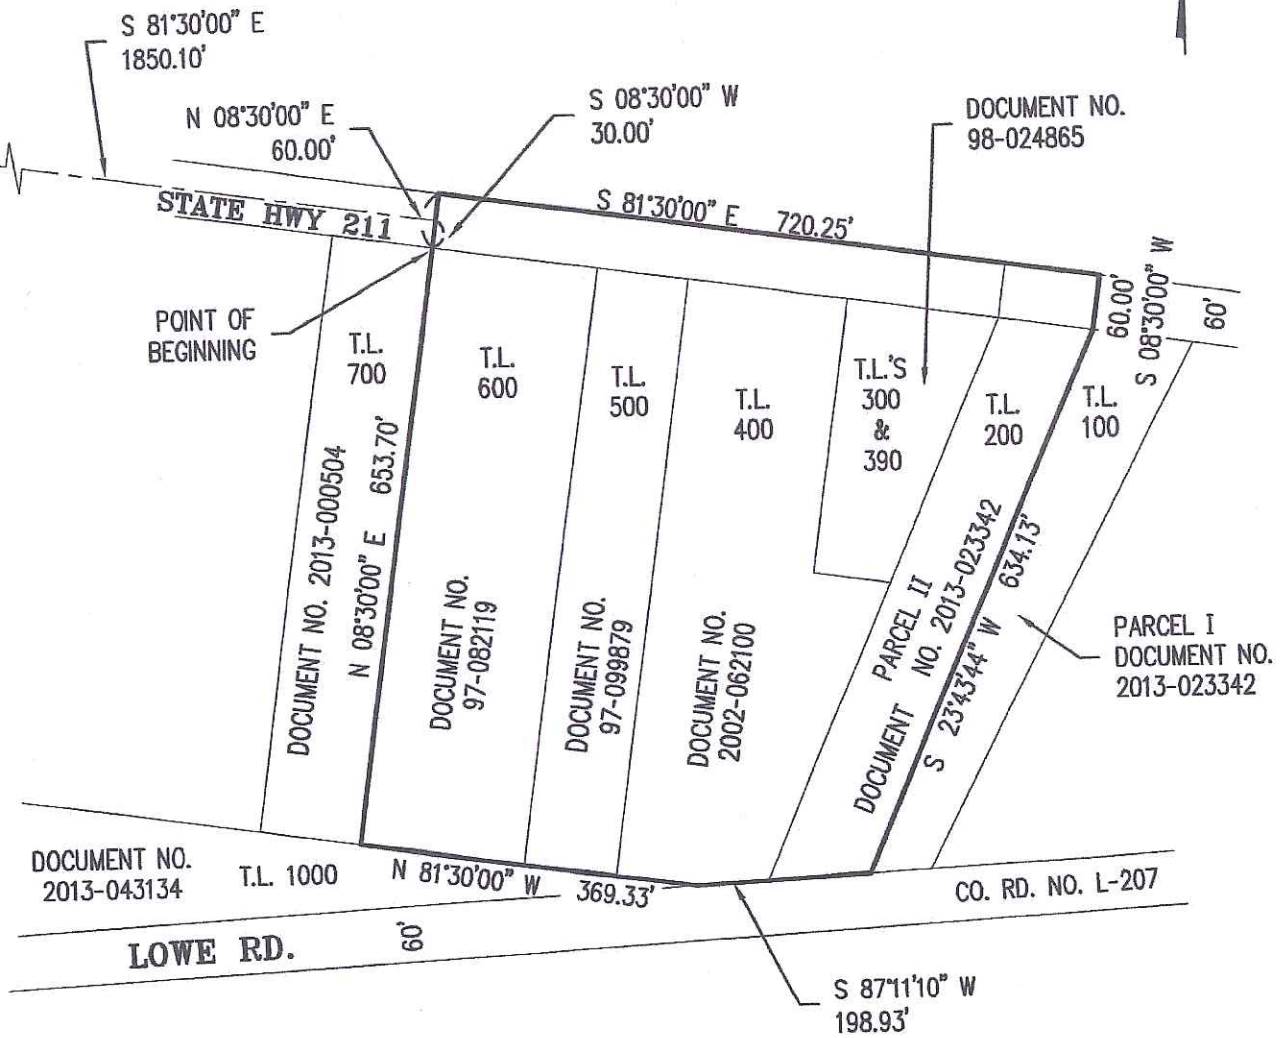 S 81°30'00" E
1850.10'
N 08°30'00" E
60.00'
S 08°30'00" W
30.00'
DOCUMENT NO.
98-024865
STATE HWY 211
S 81°30'00" E 720.25'
60.00'
S 08°30'00" W
60'
POINT OF
BEGINNING
T.L.
700
T.L.
600
T.L.
500
T.L.
400
T.L.'S
300
&
390
T.L.
200
T.L.
100
DOCUMENT NO. 2013-000504
N 08°30'00" E 653.70'
DOCUMENT NO.
97-082119
DOCUMENT NO.
97-099879
DOCUMENT NO.
2002-062100
PARCEL II
DOCUMENT NO. 2013-023342
S 23°43'44" W 634.13'
PARCEL I
DOCUMENT NO.
2013-023342
DOCUMENT NO.
2013-043134
T.L. 1000
N 81°30'00" W 369.33'
CO. RD. NO. L-207
LOWE RD.
60'
S 87°11'10" W
198.93'